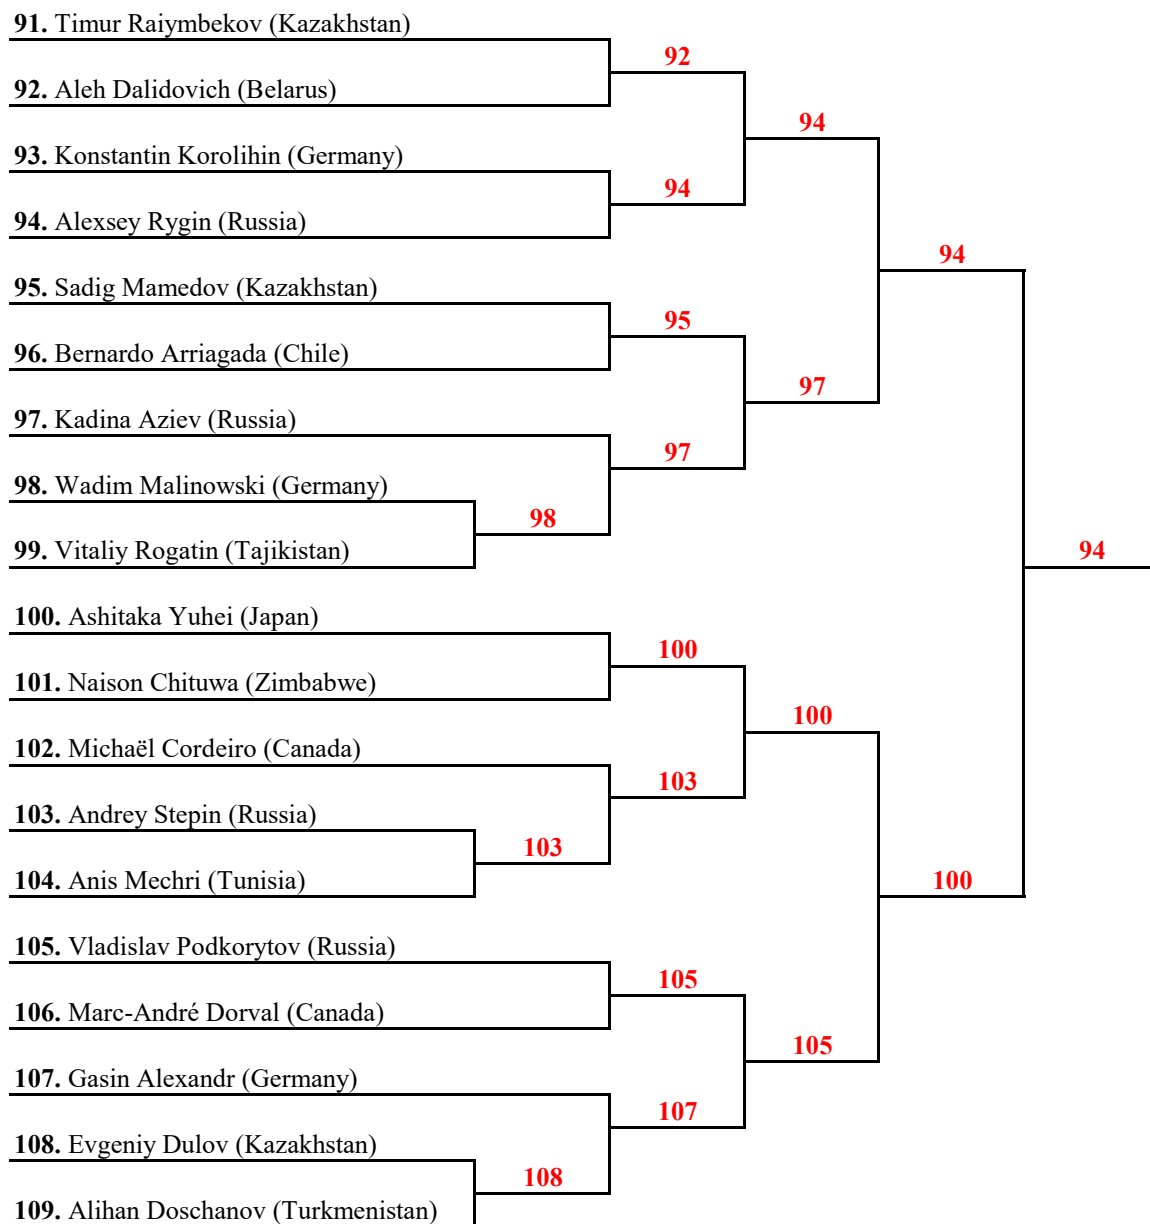 91. Timur Raiymbekov (Kazakhstan)
92
92. Aleh Dalidovich (Belarus)
94
93. Konstantin Korolihin (Germany)
94
94. Alexsey Rygin (Russia)
94
95. Sadig Mamedov (Kazakhstan)
95
96. Bernardo Arriagada (Chile)
97
97. Kadina Aziev (Russia)
97
98. Wadim Malinowski (Germany)
98
99. Vitaliy Rogatin (Tajikistan)
94
100. Ashitaka Yuhei (Japan)
100
101. Naison Chituwa (Zimbabwe)
100
102. Michaël Cordeiro (Canada)
103
103. Andrey Stepin (Russia)
103
104. Anis Mechri (Tunisia)
100
105. Vladislav Podkorytov (Russia)
105
106. Marc-André Dorval (Canada)
105
107. Gasin Alexandr (Germany)
107
108. Evgeniy Dulov (Kazakhstan)
108
109. Alihan Doschanov (Turkmenistan)